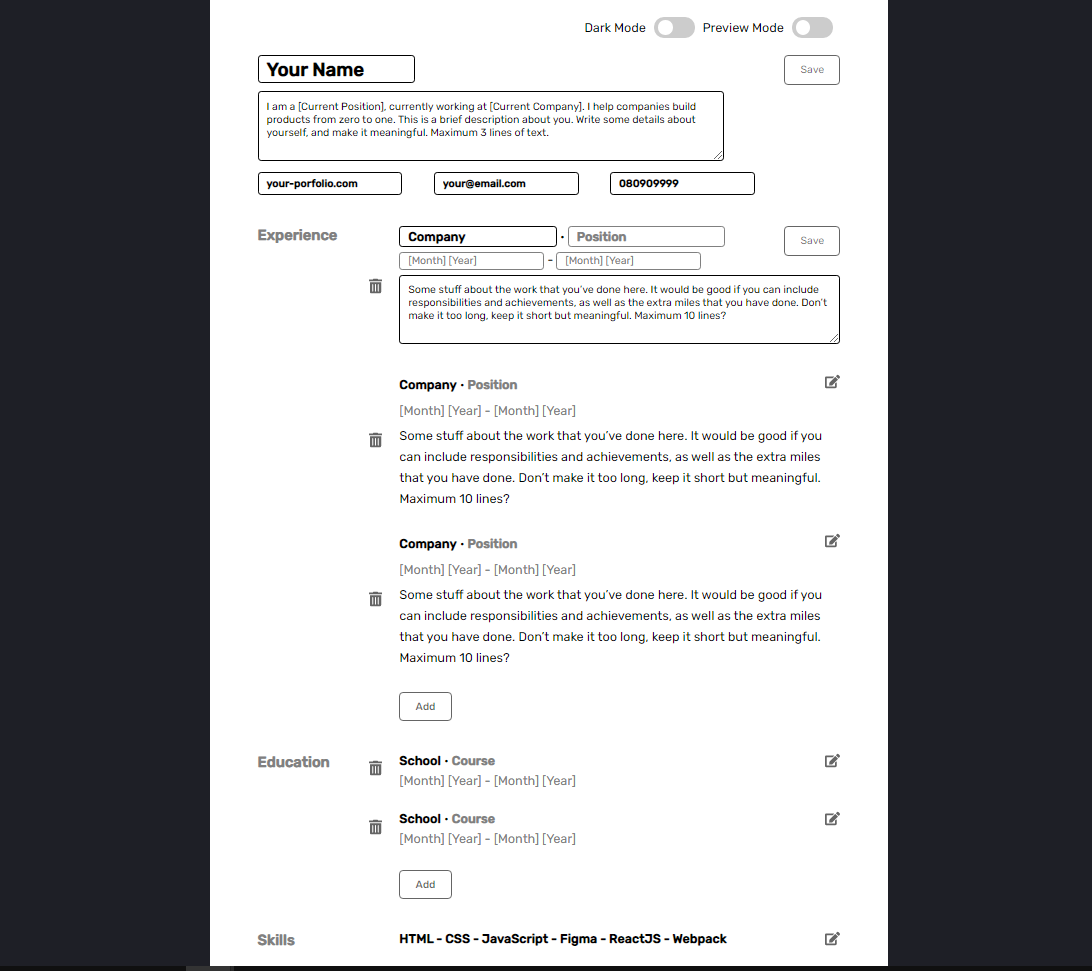 Dark Mode Preview Mode
Your Name Save
I am a [Current Position], currently working at [Current Company]. I help companies build
products from zero to one. This is a brief description about you. Write some details about
yourself, and make it meaningful. Maximum 3 lines of text.
your-porfolio.com your@email.com 080909999
Experience Company · Position Save
[Month] [Year] - [Month] [Year]
Some stuff about the work that you’ve done here. It would be good if you can include
responsibilities and achievements, as well as the extra miles that you have done. Don’t
make it too long, keep it short but meaningful. Maximum 10 lines?
Company · Position
[Month] [Year] - [Month] [Year]
Some stuff about the work that you’ve done here. It would be good if you
can include responsibilities and achievements, as well as the extra miles
that you have done. Don’t make it too long, keep it short but meaningful.
Maximum 10 lines?
Company · Position
[Month] [Year] - [Month] [Year]
Some stuff about the work that you’ve done here. It would be good if you
can include responsibilities and achievements, as well as the extra miles
that you have done. Don’t make it too long, keep it short but meaningful.
Maximum 10 lines?
Add
Education School · Course
[Month] [Year] - [Month] [Year]
School · Course
[Month] [Year] - [Month] [Year]
Add
Skills HTML - CSS - JavaScript - Figma - ReactJS - Webpack